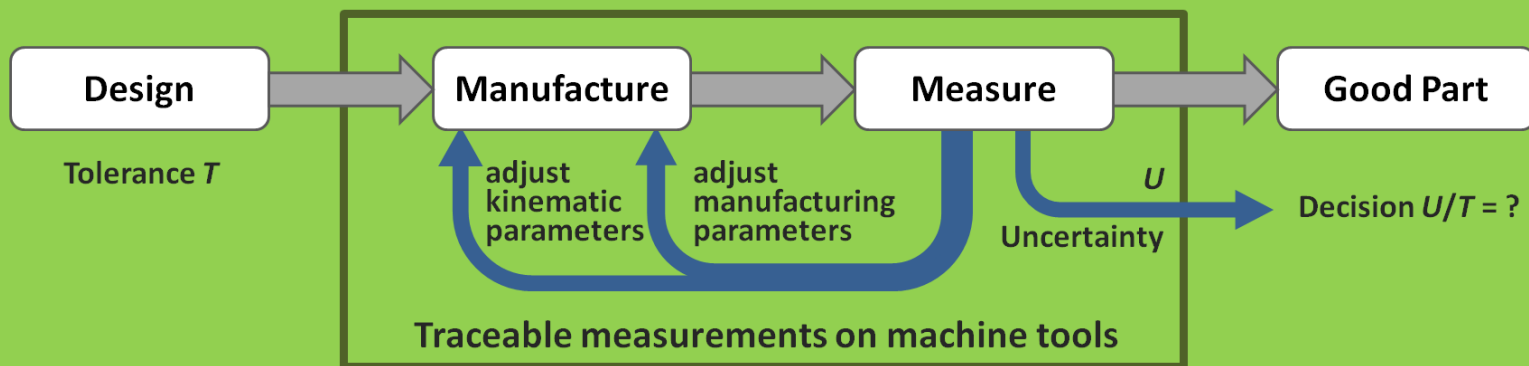 Design
Manufacture
Measure
Good Part
Tolerance T
adjust
kinematic
parameters
adjust
manufacturing
parameters
U
Uncertainty
Decision U/T = ?
Traceable measurements on machine tools